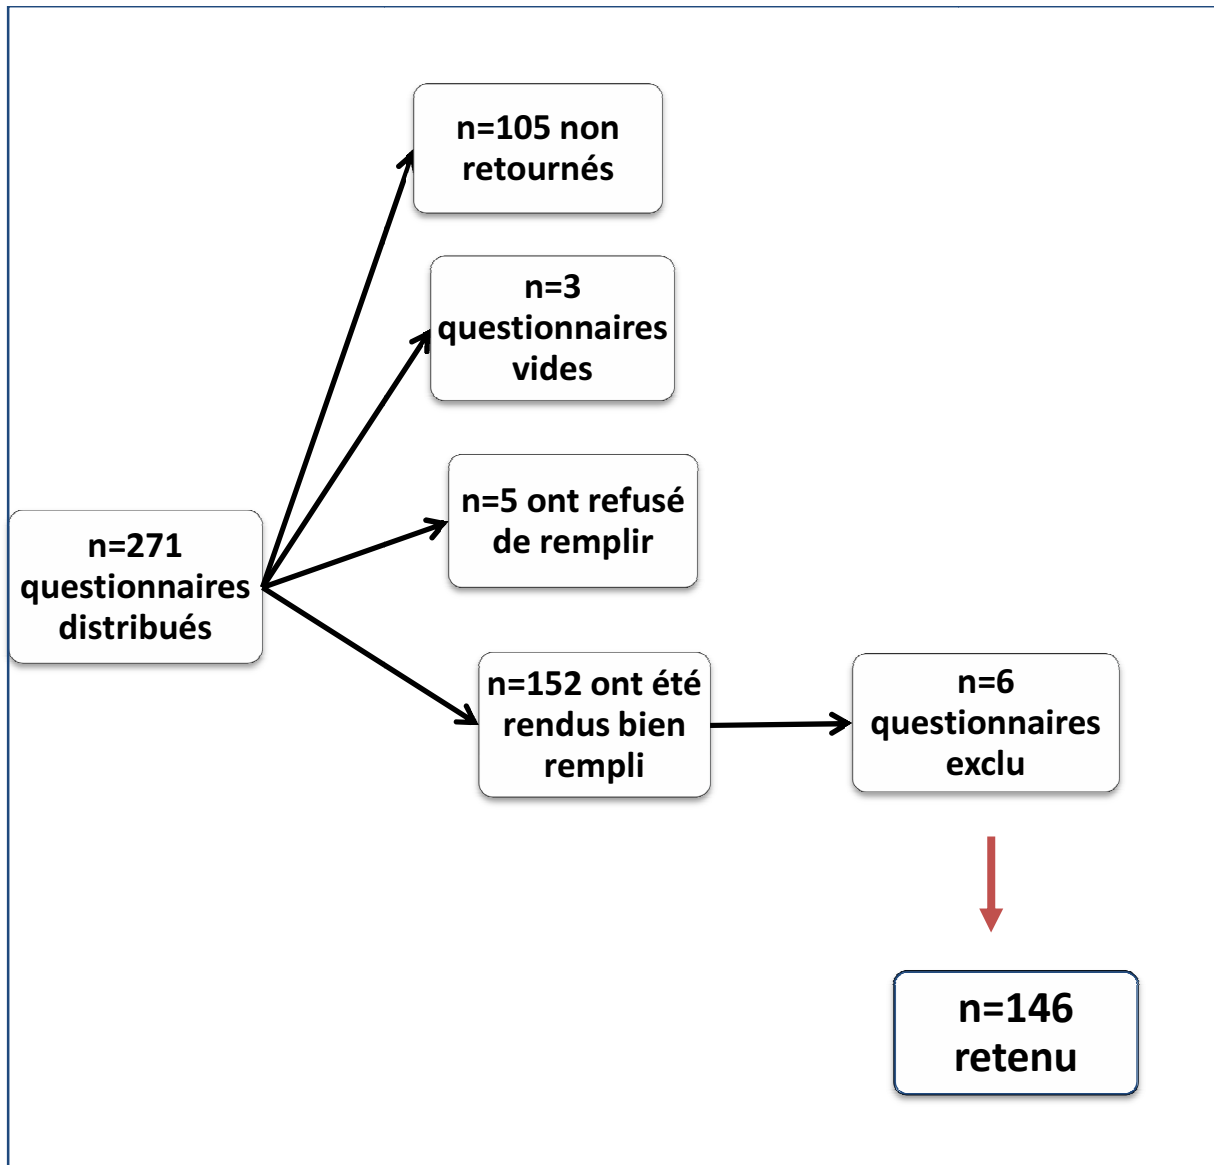 n=105 non
retournés
n=3
questionnaires
vides
n=5 ont refusé
de remplir
n=271
questionnaires
distribués
n=152 ont été
rendus bien
rempli
n=6
questionnaires
exclu
n=146
retenu